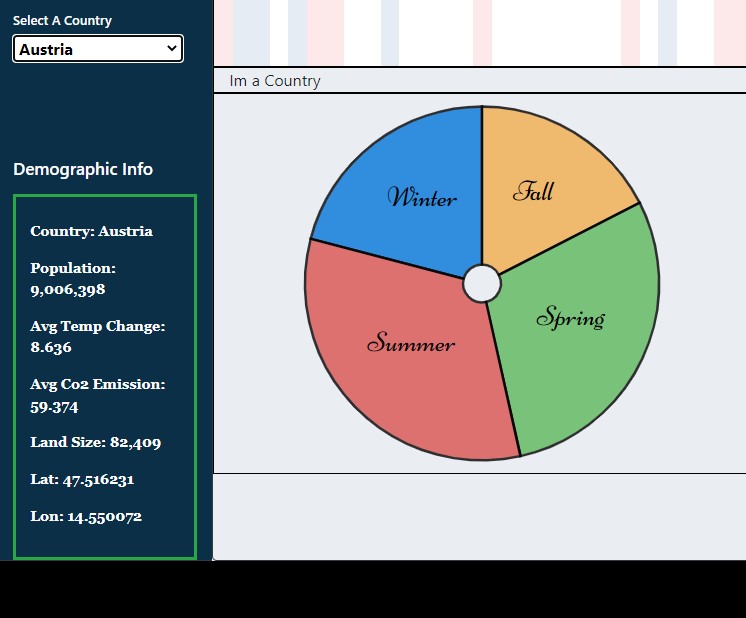 Select A Country
Austria
Im a Country
Demographic Info
Country: Austria
Population:
9,006,398
Avg Temp Change:
8.636
Avg Co2 Emission:
59.374
Land Size: 82,409
Lat: 47.516231
Lon: 14.550072
Winter
Fall
Spring
Summer